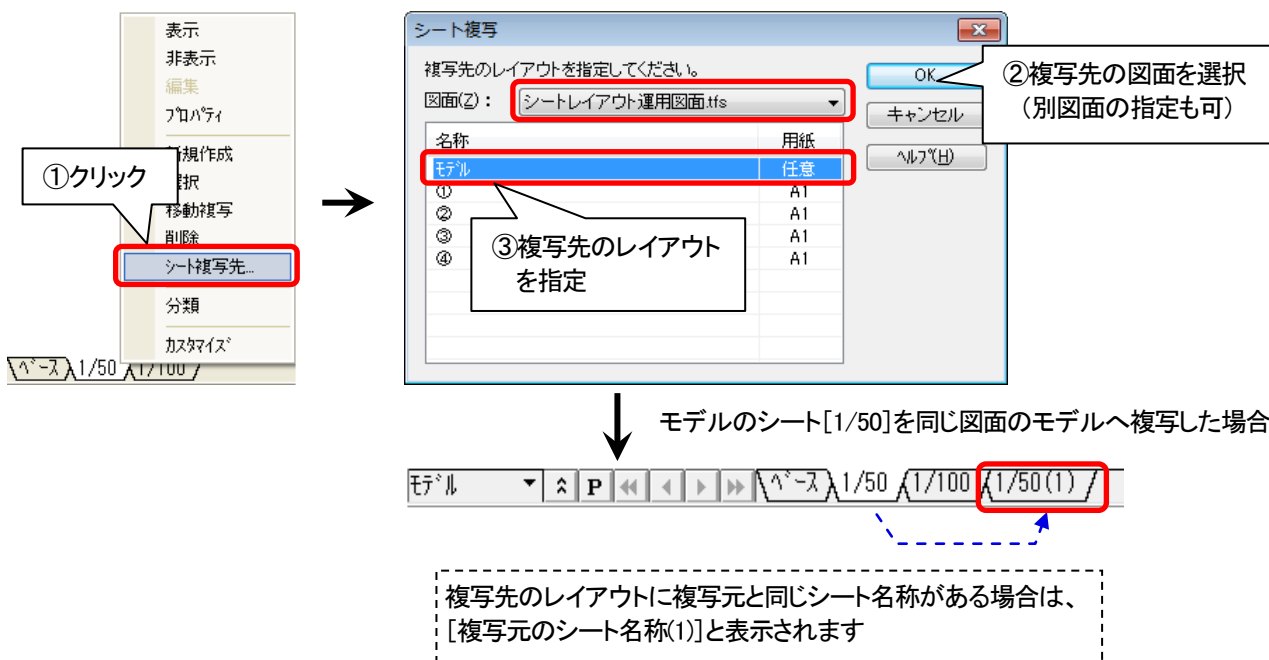 表示
非表示
編集
プロパティ
新規作成
選択
移動複写
削除
シート複写先...
分類
カスタマイズ
①クリック
ベース 1/50 1/100
シート複写
複写先のレイアウトを指定してください。
図面(Z)： シートレイアウト運用図面.tfs
名称 用紙
モデル 任意
① A1
② A1
③ A1
④ A1
OK
キャンセル
ヘルプ(H)
②複写先の図面を選択
（別図面の指定も可）
③複写先のレイアウト
を指定
モデルのシート[1/50]を同じ図面のモデルへ複写した場合
モデル P ベース 1/50 1/100 1/50(1)
複写先のレイアウトに複写元と同じシート名称がある場合は、
[複写元のシート名称(1)]と表示されます